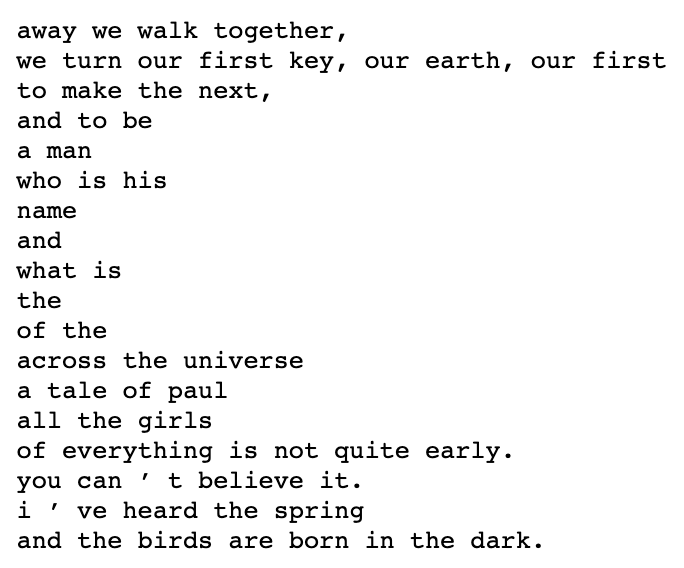 away we walk together,
we turn our first key, our earth, our first
to make the next,
and to be
a man
who is his
name
and
what is
the
of the
across the universe
a tale of paul
all the girls
of everything is not quite early.
you can ’ t believe it.
i ’ ve heard the spring
and the birds are born in the dark.